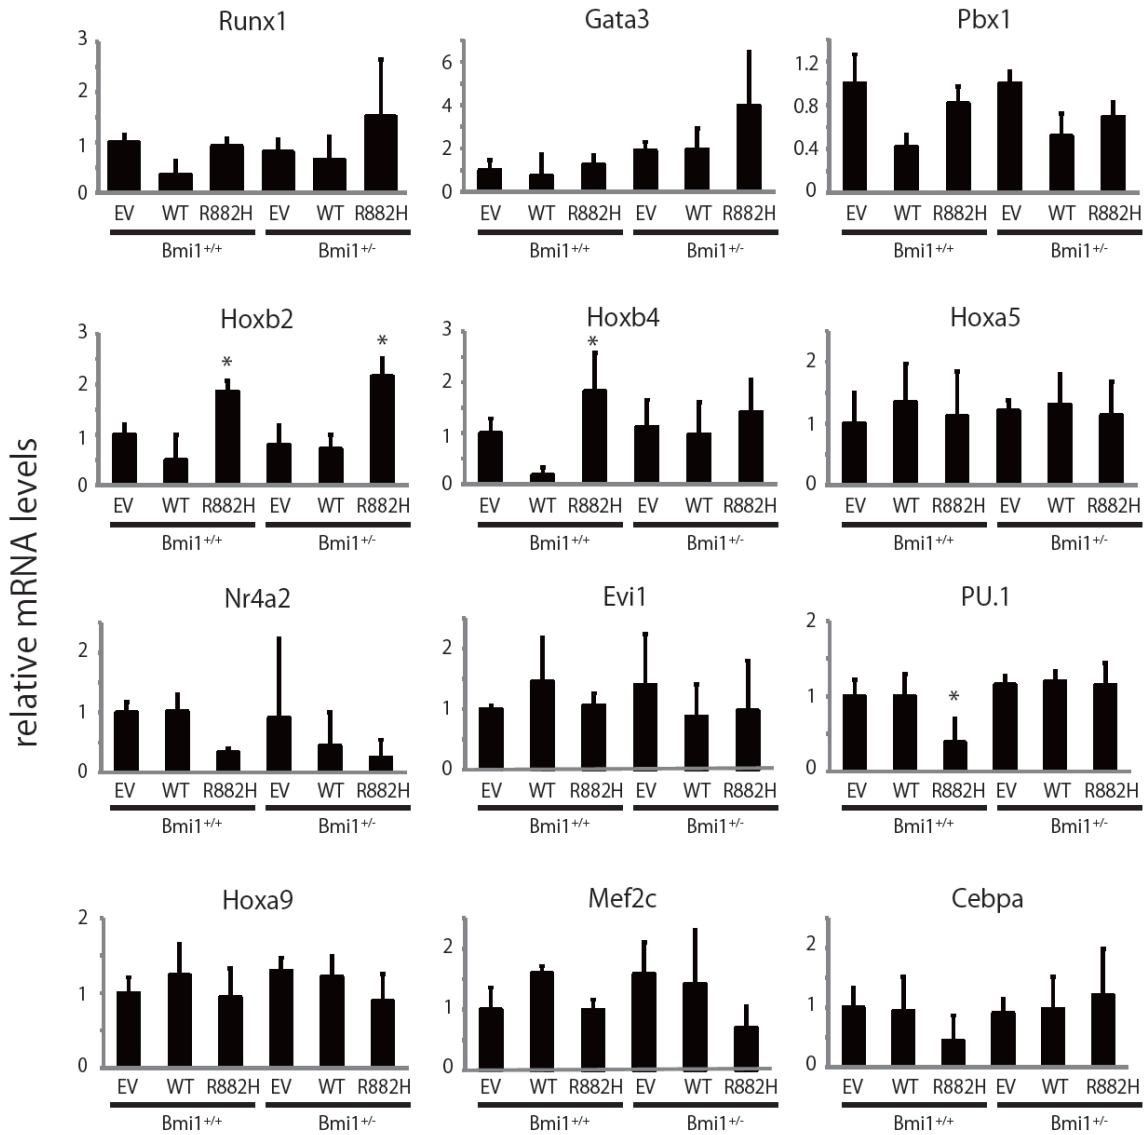 Runx1
3
2
1
0
EV WT R882H EV WT R882H
Bmi1+/+ Bmi1+/-
Gata3
6
4
2
0
EV WT R882H EV WT R882H
Bmi1+/+ Bmi1+/-
Pbx1
1.2
0.8
0.4
0
EV WT R882H EV WT R882H
Bmi1+/+ Bmi1+/-
relative mRNA levels
Hoxb2
3
2
1
0
* *
EV WT R882H EV WT R882H
Bmi1+/+ Bmi1+/-
Hoxb4
3
2
1
0
*
EV WT R882H EV WT R882H
Bmi1+/+ Bmi1+/-
Hoxa5
2
1
0
EV WT R882H EV WT R882H
Bmi1+/+ Bmi1+/-
Nr4a2
2
1
0
EV WT R882H EV WT R882H
Bmi1+/+ Bmi1+/-
Evi1
2
1
0
EV WT R882H EV WT R882H
Bmi1+/+ Bmi1+/-
PU.1
2
1
0
*
EV WT R882H EV WT R882H
Bmi1+/+ Bmi1+/-
Hoxa9
2
1
0
EV WT R882H EV WT R882H
Bmi1+/+ Bmi1+/-
Mef2c
2
1
0
EV WT R882H EV WT R882H
Bmi1+/+ Bmi1+/-
Cebpa
2
1
0
EV WT R882H EV WT R882H
Bmi1+/+ Bmi1+/-